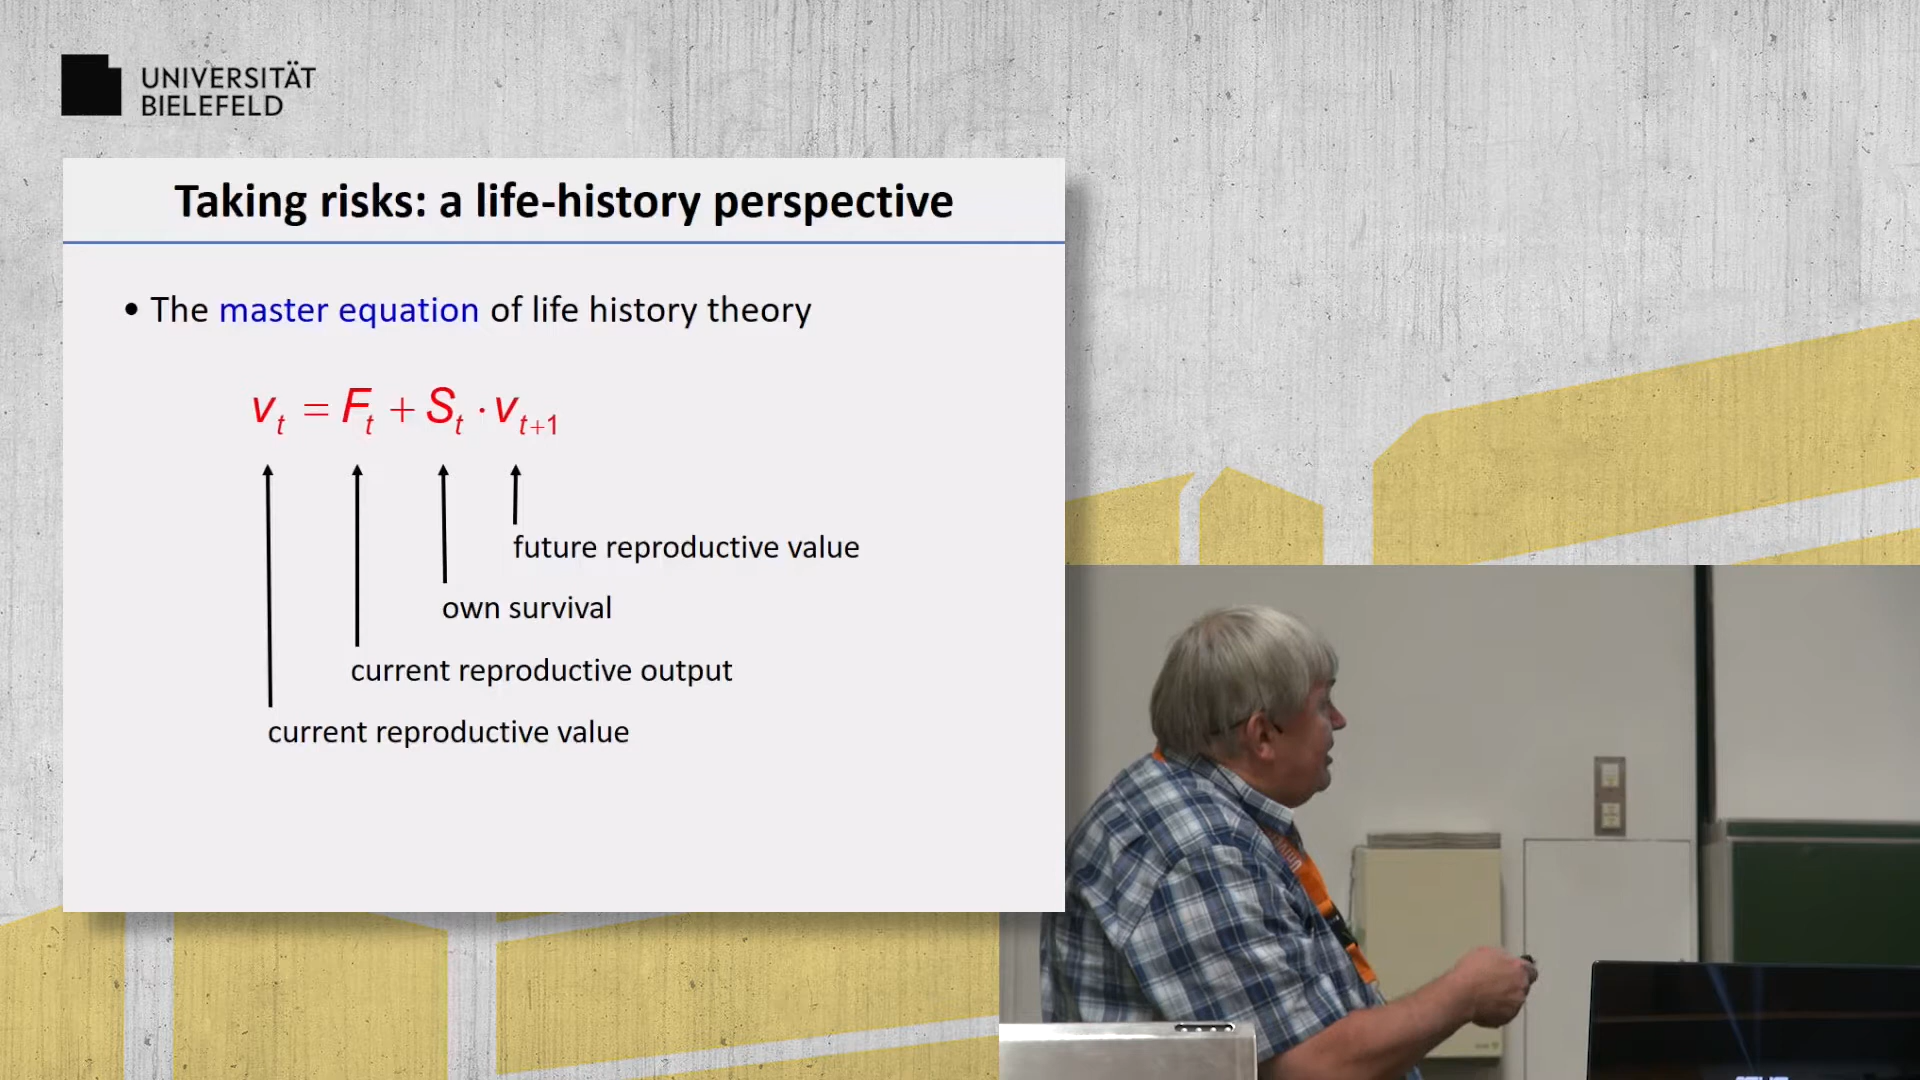 UNIVERSITÄT
BIELEFELD
Taking risks: a life-history perspective
• The master equation of life history theory
v_t = F_t + S_t · v_{t+1}
future reproductive value
own survival
current reproductive output
current reproductive value